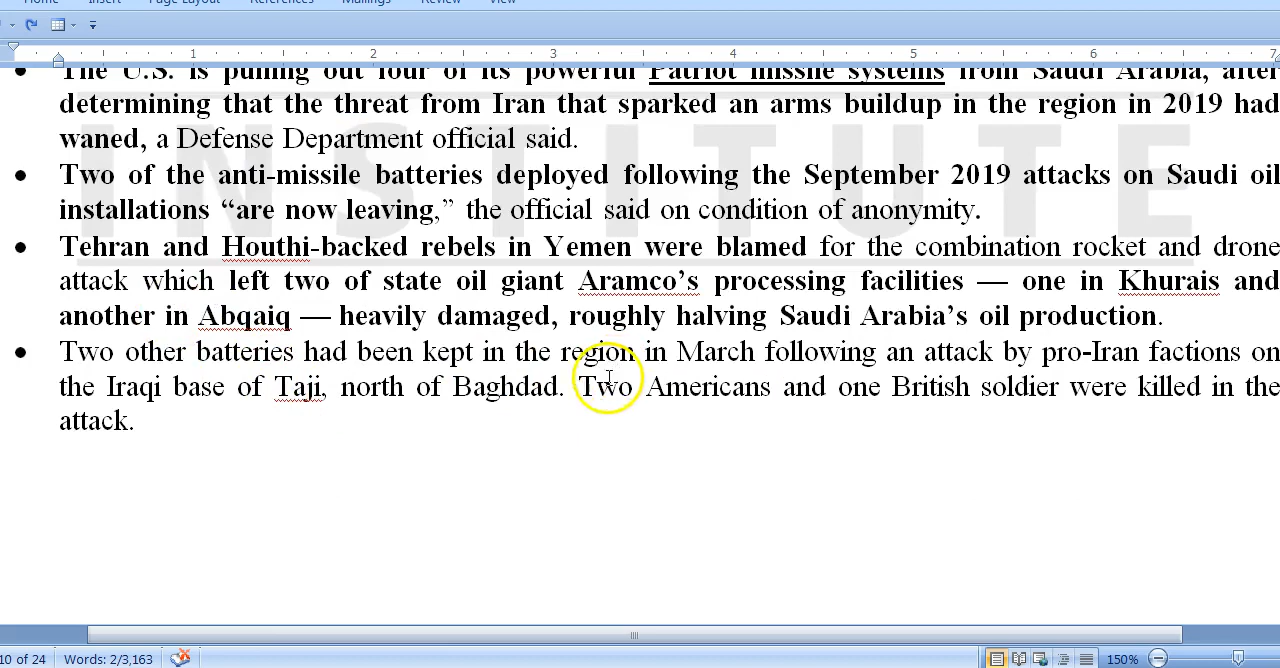 Home Insert Page Layout References Mailings Review View
1 2 3 4 5 6 7
• The U.S. is pulling out four of its powerful Patriot missile systems from Saudi Arabia, after
determining that the threat from Iran that sparked an arms buildup in the region in 2019 had
waned, a Defense Department official said.
• Two of the anti-missile batteries deployed following the September 2019 attacks on Saudi oil
installations “are now leaving,” the official said on condition of anonymity.
• Tehran and Houthi-backed rebels in Yemen were blamed for the combination rocket and drone
attack which left two of state oil giant Aramco’s processing facilities — one in Khurais and
another in Abqaiq — heavily damaged, roughly halving Saudi Arabia’s oil production.
• Two other batteries had been kept in the region in March following an attack by pro-Iran factions on
the Iraqi base of Taji, north of Baghdad. Two Americans and one British soldier were killed in the
attack.
INSTITUTE
10 of 24 Words: 2/3,163 150%